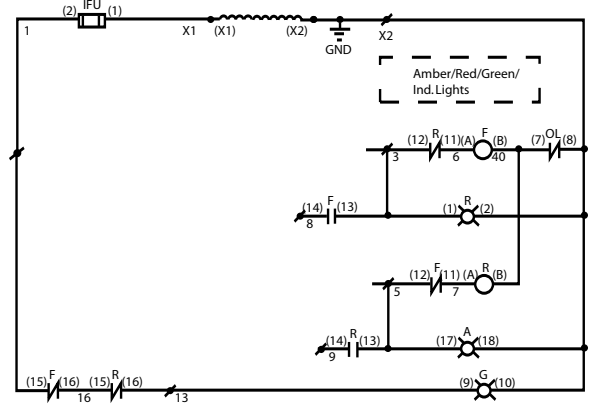 IFU
(2) (1)
1 X1 (X1) (X2) X2
GND
Amber/Red/Green/
Ind. Lights
(12) R (11) (A) F (B) (7) OL (8)
3 6 40
(14) F (13) (1) R (2)
8
(12) F (11) (A) R (B)
5 7
(14) R (13) (17) A (18)
9
(15) F (16) (15) R (16) (9) G (10)
16 13